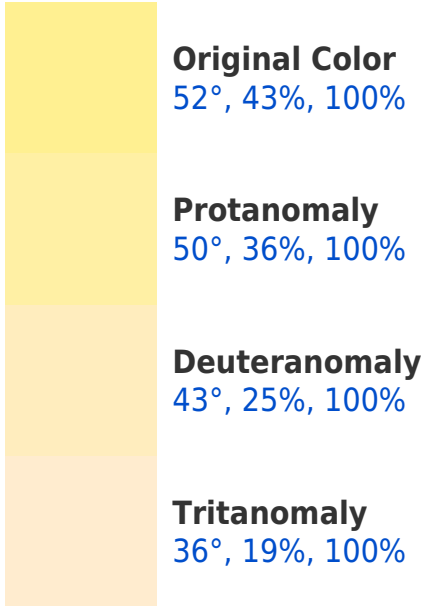 Original Color
52°, 43%, 100%
Protanomaly
50°, 36%, 100%
Deuteranomaly
43°, 25%, 100%
Tritanomaly
36°, 19%, 100%